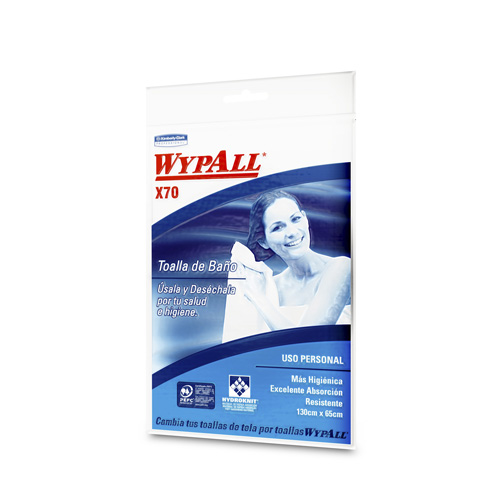 Kimberly-Clark
WYPALL*
X70
Toalla de Baño
Úsala y Deséchala
por tu salud
e higiene.
USO PERSONAL
Más Higiénica
Excelente Absorción
Resistente
130cm x 65cm
PEFC
HYDROKNIT*
Cambia tus toallas de tela por toallas WYPALL*